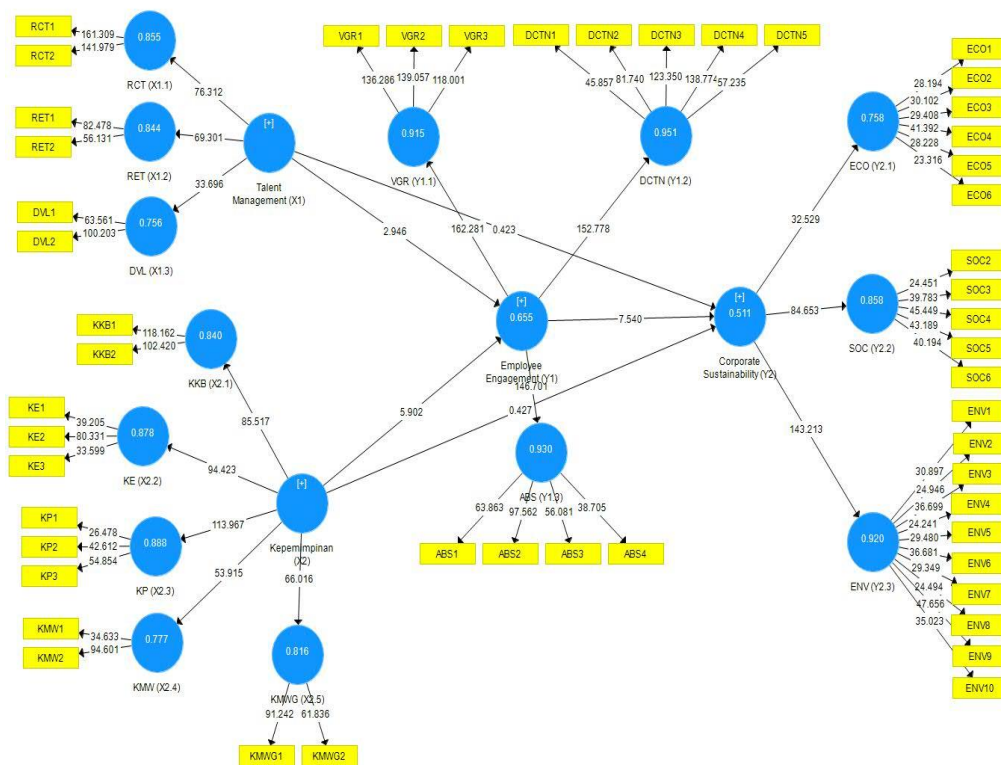 RCT1
RCT2
161.309
141.979
0.855
RCT (X1.1)
76.312
RET1
RET2
82.478
56.131
0.844
RET (X1.2)
69.301
DVL1
DVL2
63.561
100.203
0.756
DVL (X1.3)
33.696
[+]
Talent
Management (X1)
VGR1
VGR2
VGR3
136.286
139.057
118.001
0.915
VGR (Y1.1)
162.281
DCTN1
DCTN2
DCTN3
DCTN4
DCTN5
45.857
81.740
123.350
138.774
57.235
0.951
DCTN (Y1.2)
152.778
2.946
0.423
[+]
0.655
Employee
Engagement (Y1)
7.540
146.701
[+]
0.511
Corporate
Sustainability (Y2)
5.902
0.427
KKB1
KKB2
118.162
102.420
0.840
KKB (X2.1)
85.517
KE1
KE2
KE3
39.205
80.331
33.599
0.878
KE (X2.2)
94.423
KP1
KP2
KP3
26.478
42.612
54.854
0.888
KP (X2.3)
113.967
KMW1
KMW2
34.633
94.601
0.777
KMW (X2.4)
53.915
[+]
Kepemimpinan
(X2)
66.016
0.816
KMWG (X2.5)
91.242
61.836
KMWG1
KMWG2
0.930
ABS (Y1.3)
63.863
97.562
56.081
38.705
ABS1
ABS2
ABS3
ABS4
32.529
0.758
ECO (Y2.1)
28.194
30.102
29.408
41.392
28.228
23.316
ECO1
ECO2
ECO3
ECO4
ECO5
ECO6
84.653
0.858
SOC (Y2.2)
24.451
39.783
45.449
43.189
40.194
SOC2
SOC3
SOC4
SOC5
SOC6
143.213
0.920
ENV (Y2.3)
30.897
24.946
36.699
24.241
29.480
36.681
29.349
24.494
47.656
35.023
ENV1
ENV2
ENV3
ENV4
ENV5
ENV6
ENV7
ENV8
ENV9
ENV10